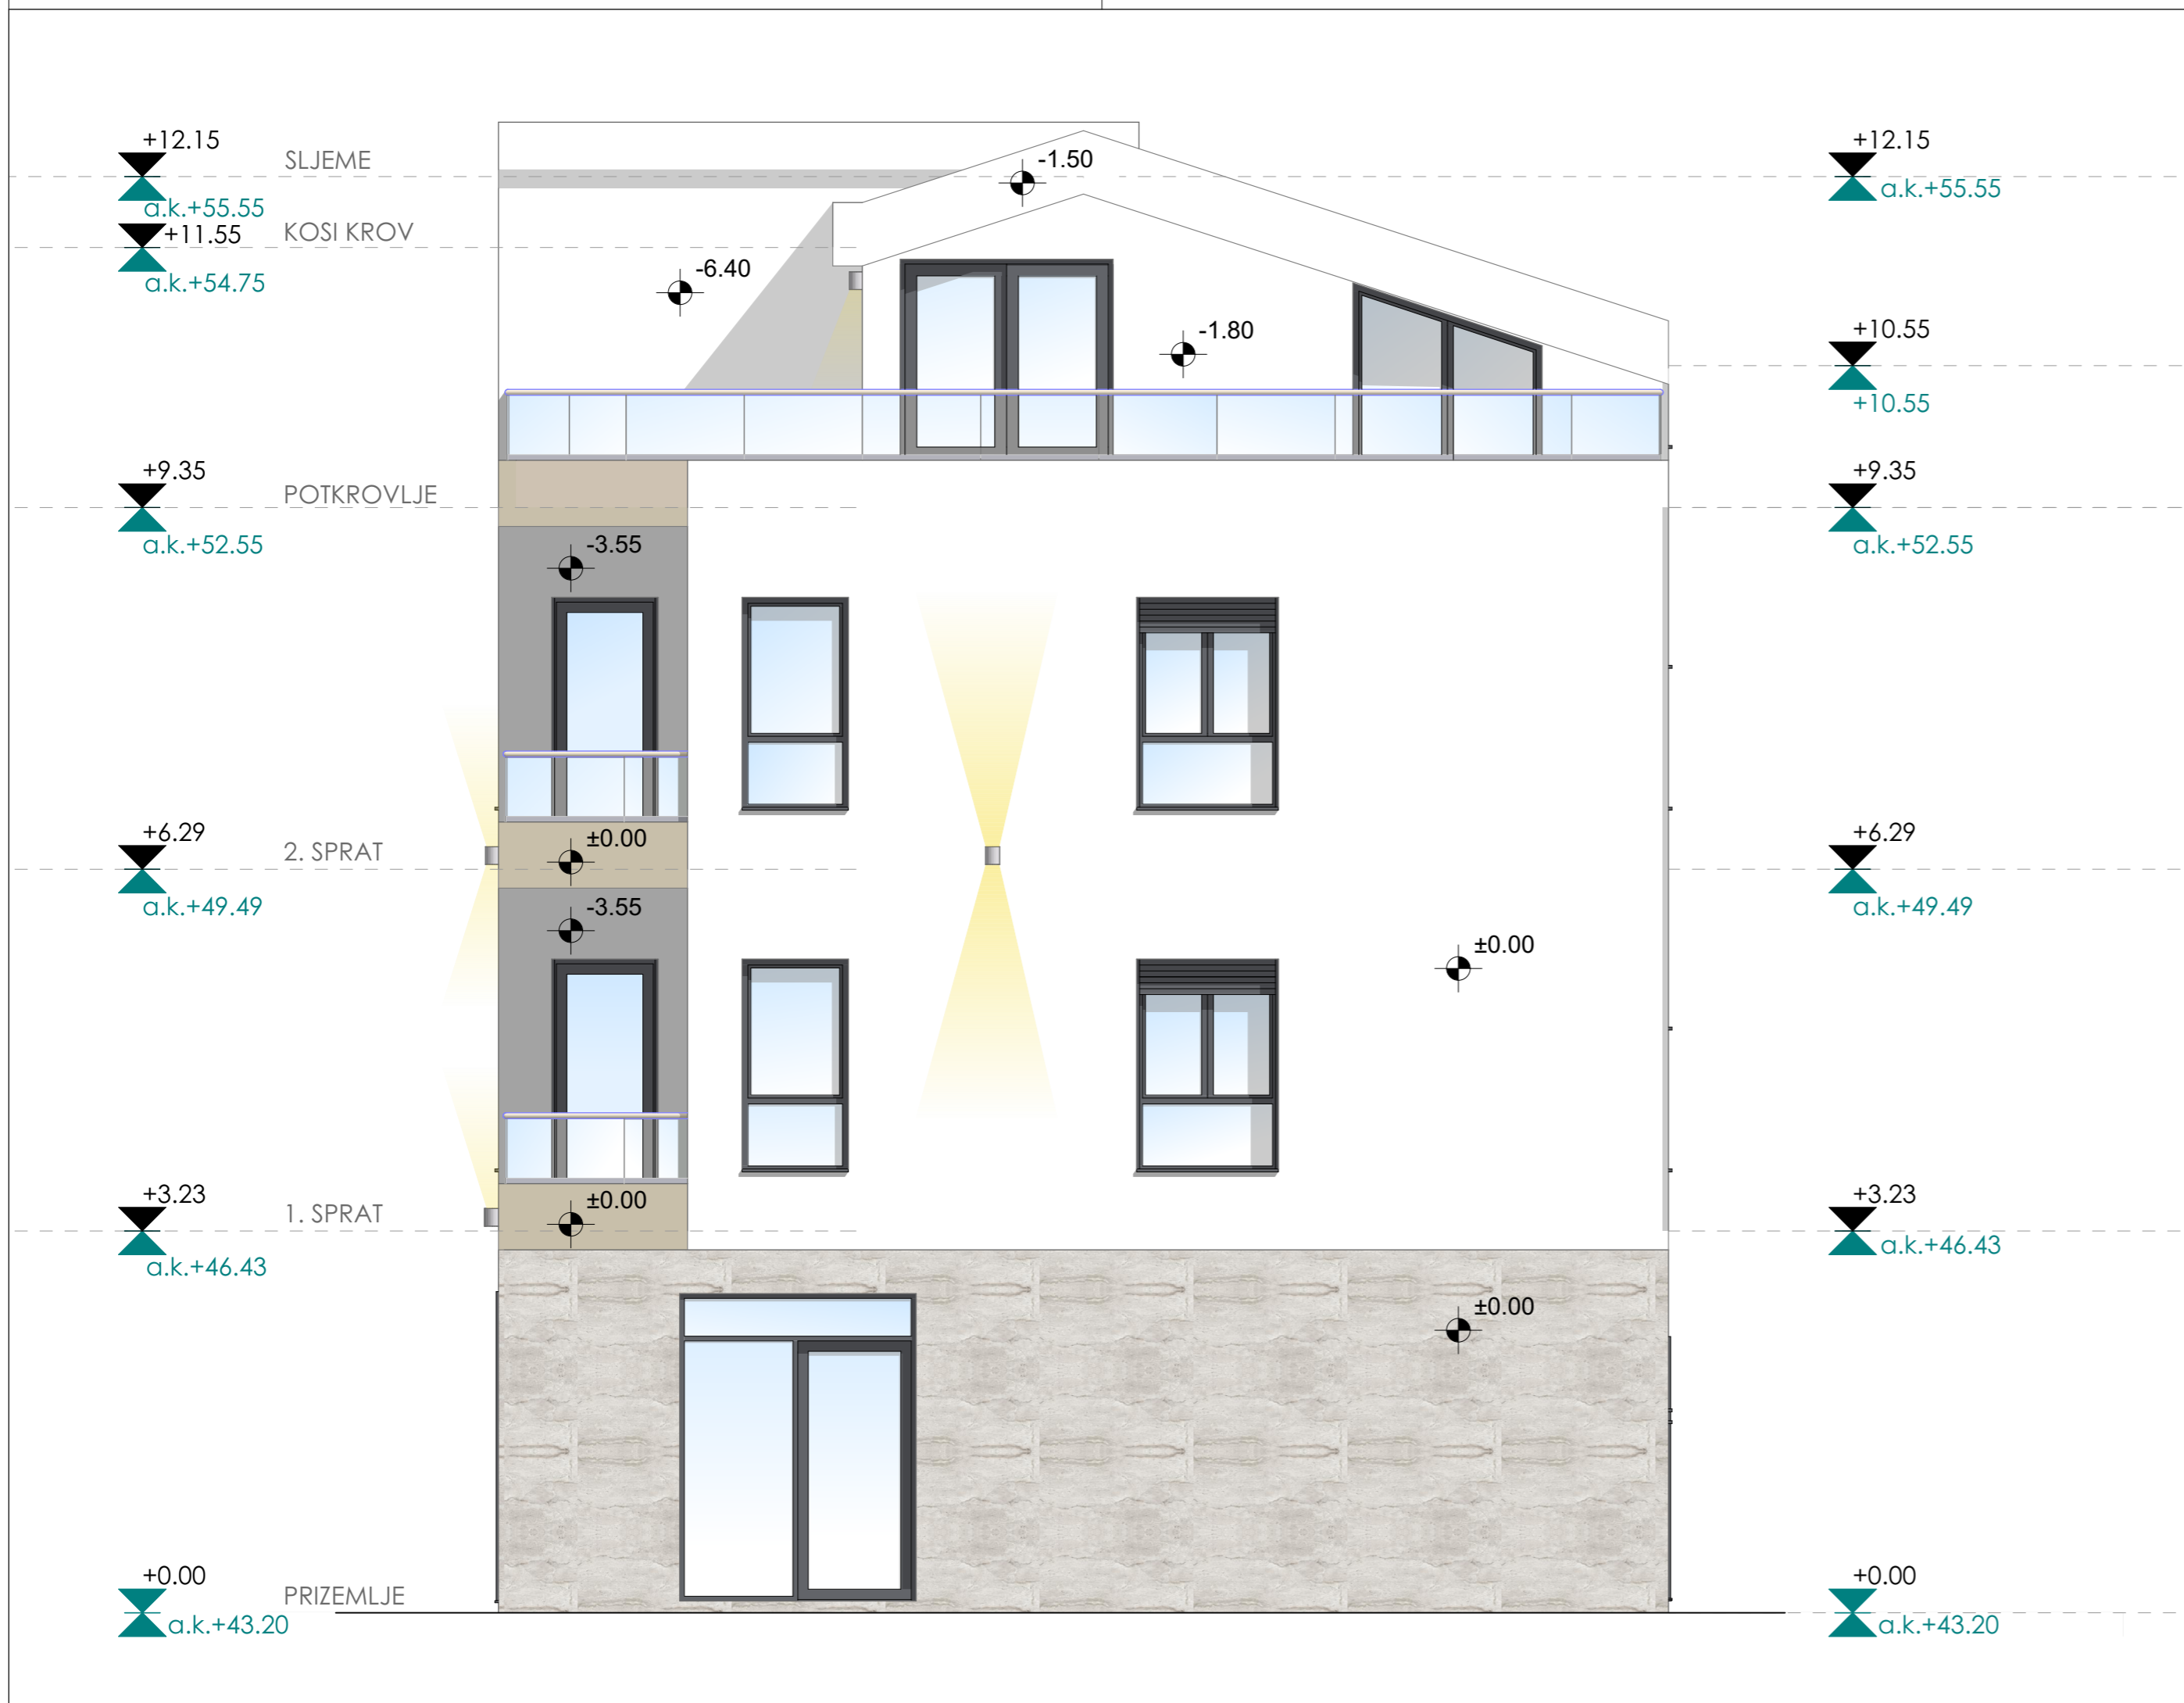 +12.15
SLJEME
a.k.+55.55
+11.55
KOSI KROV
a.k.+54.75
+9.35
POTKROVLJE
a.k.+52.55
+6.29
2. SPRAT
a.k.+49.49
+3.23
1. SPRAT
a.k.+46.43
+0.00
PRIZEMLJE
a.k.+43.20
-1.50
-6.40
-1.80
-3.55
±0.00
-3.55
±0.00
±0.00
±0.00
+12.15
a.k.+55.55
+10.55
+10.55
+9.35
a.k.+52.55
+6.29
a.k.+49.49
+3.23
a.k.+46.43
+0.00
a.k.+43.20